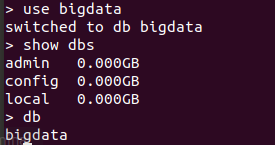 > use bigdata
switched to db bigdata
> show dbs
admin   0.000GB
config  0.000GB
local   0.000GB
> db
bigdata